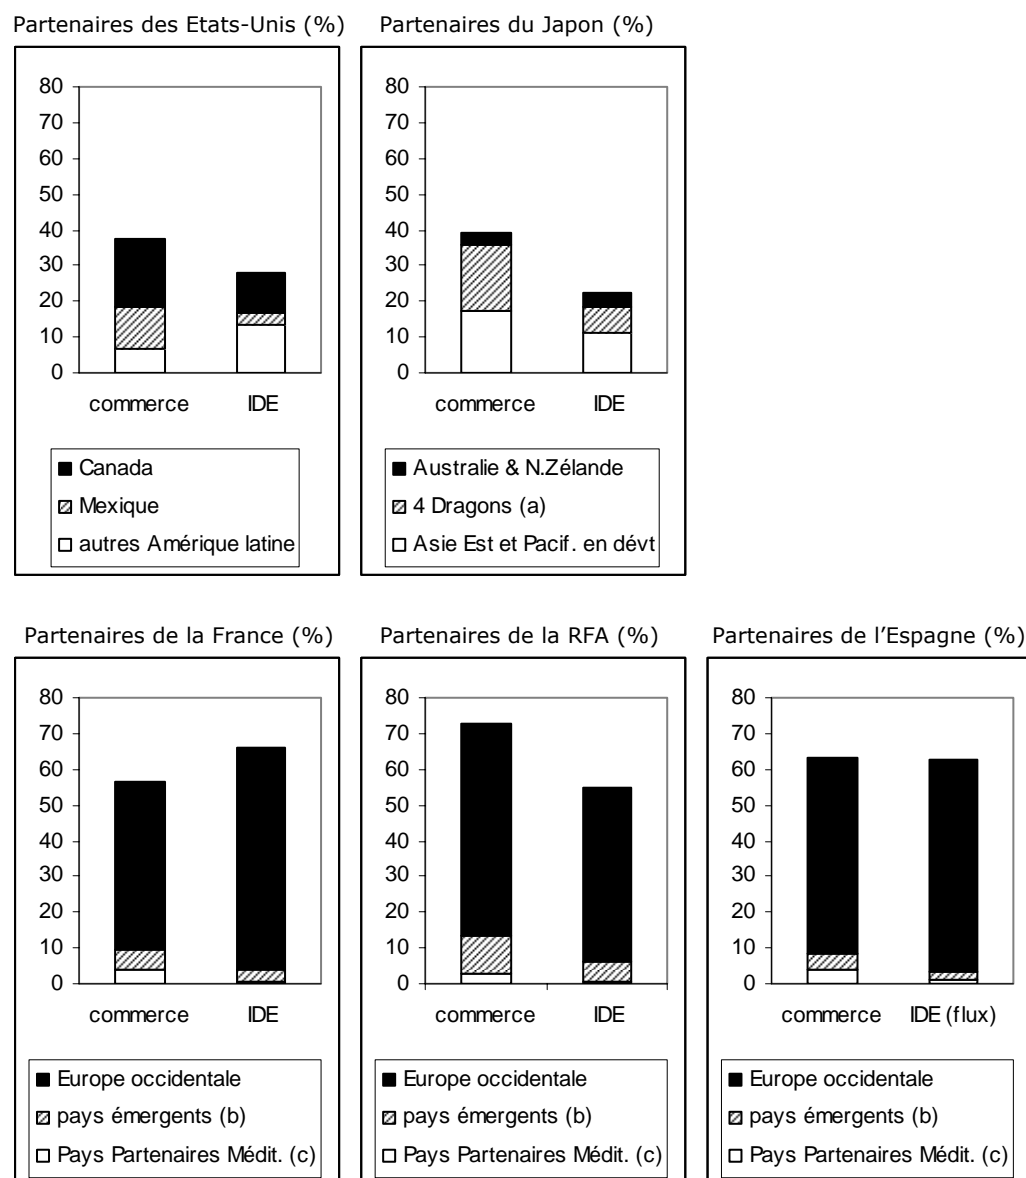 Partenaires des Etats-Unis (%)
80
70
60
50
40
30
20
10
0
commerce IDE
■ Canada
Mexique
□ autres Amérique latine
Partenaires du Japon (%)
80
70
60
50
40
30
20
10
0
commerce IDE
■ Australie & N.Zélande
4 Dragons (a)
□ Asie Est et Pacif. en dévt
Partenaires de la France (%)
80
70
60
50
40
30
20
10
0
commerce IDE
■ Europe occidentale
pays émergents (b)
□ Pays Partenaires Médit. (c)
Partenaires de la RFA (%)
80
70
60
50
40
30
20
10
0
commerce IDE
■ Europe occidentale
pays émergents (b)
□ Pays Partenaires Médit. (c)
Partenaires de l’Espagne (%)
80
70
60
50
40
30
20
10
0
commerce IDE (flux)
■ Europe occidentale
pays émergents (b)
□ Pays Partenaires Médit. (c)